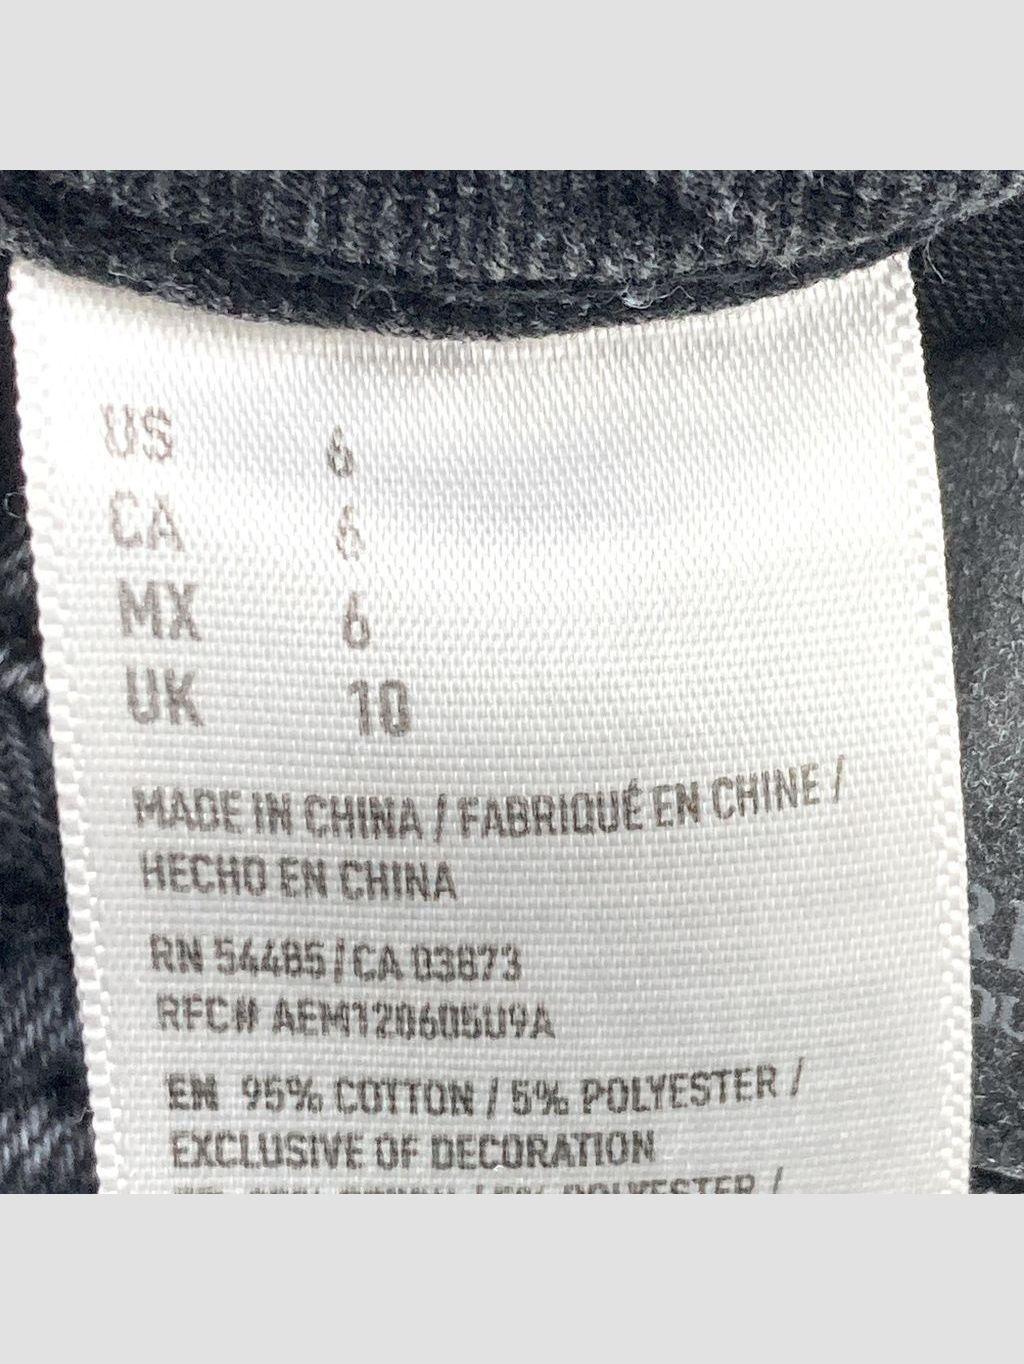 US 6
CA 6
MX 6
UK 10
MADE IN CHINA / FABRIQUÉ EN CHINE /
HECHO EN CHINA
RN 54485 / CA 03873
RFC# AEM120605U9A
EN 95% COTTON / 5% POLYESTER /
EXCLUSIVE OF DECORATION
POLYESTER /